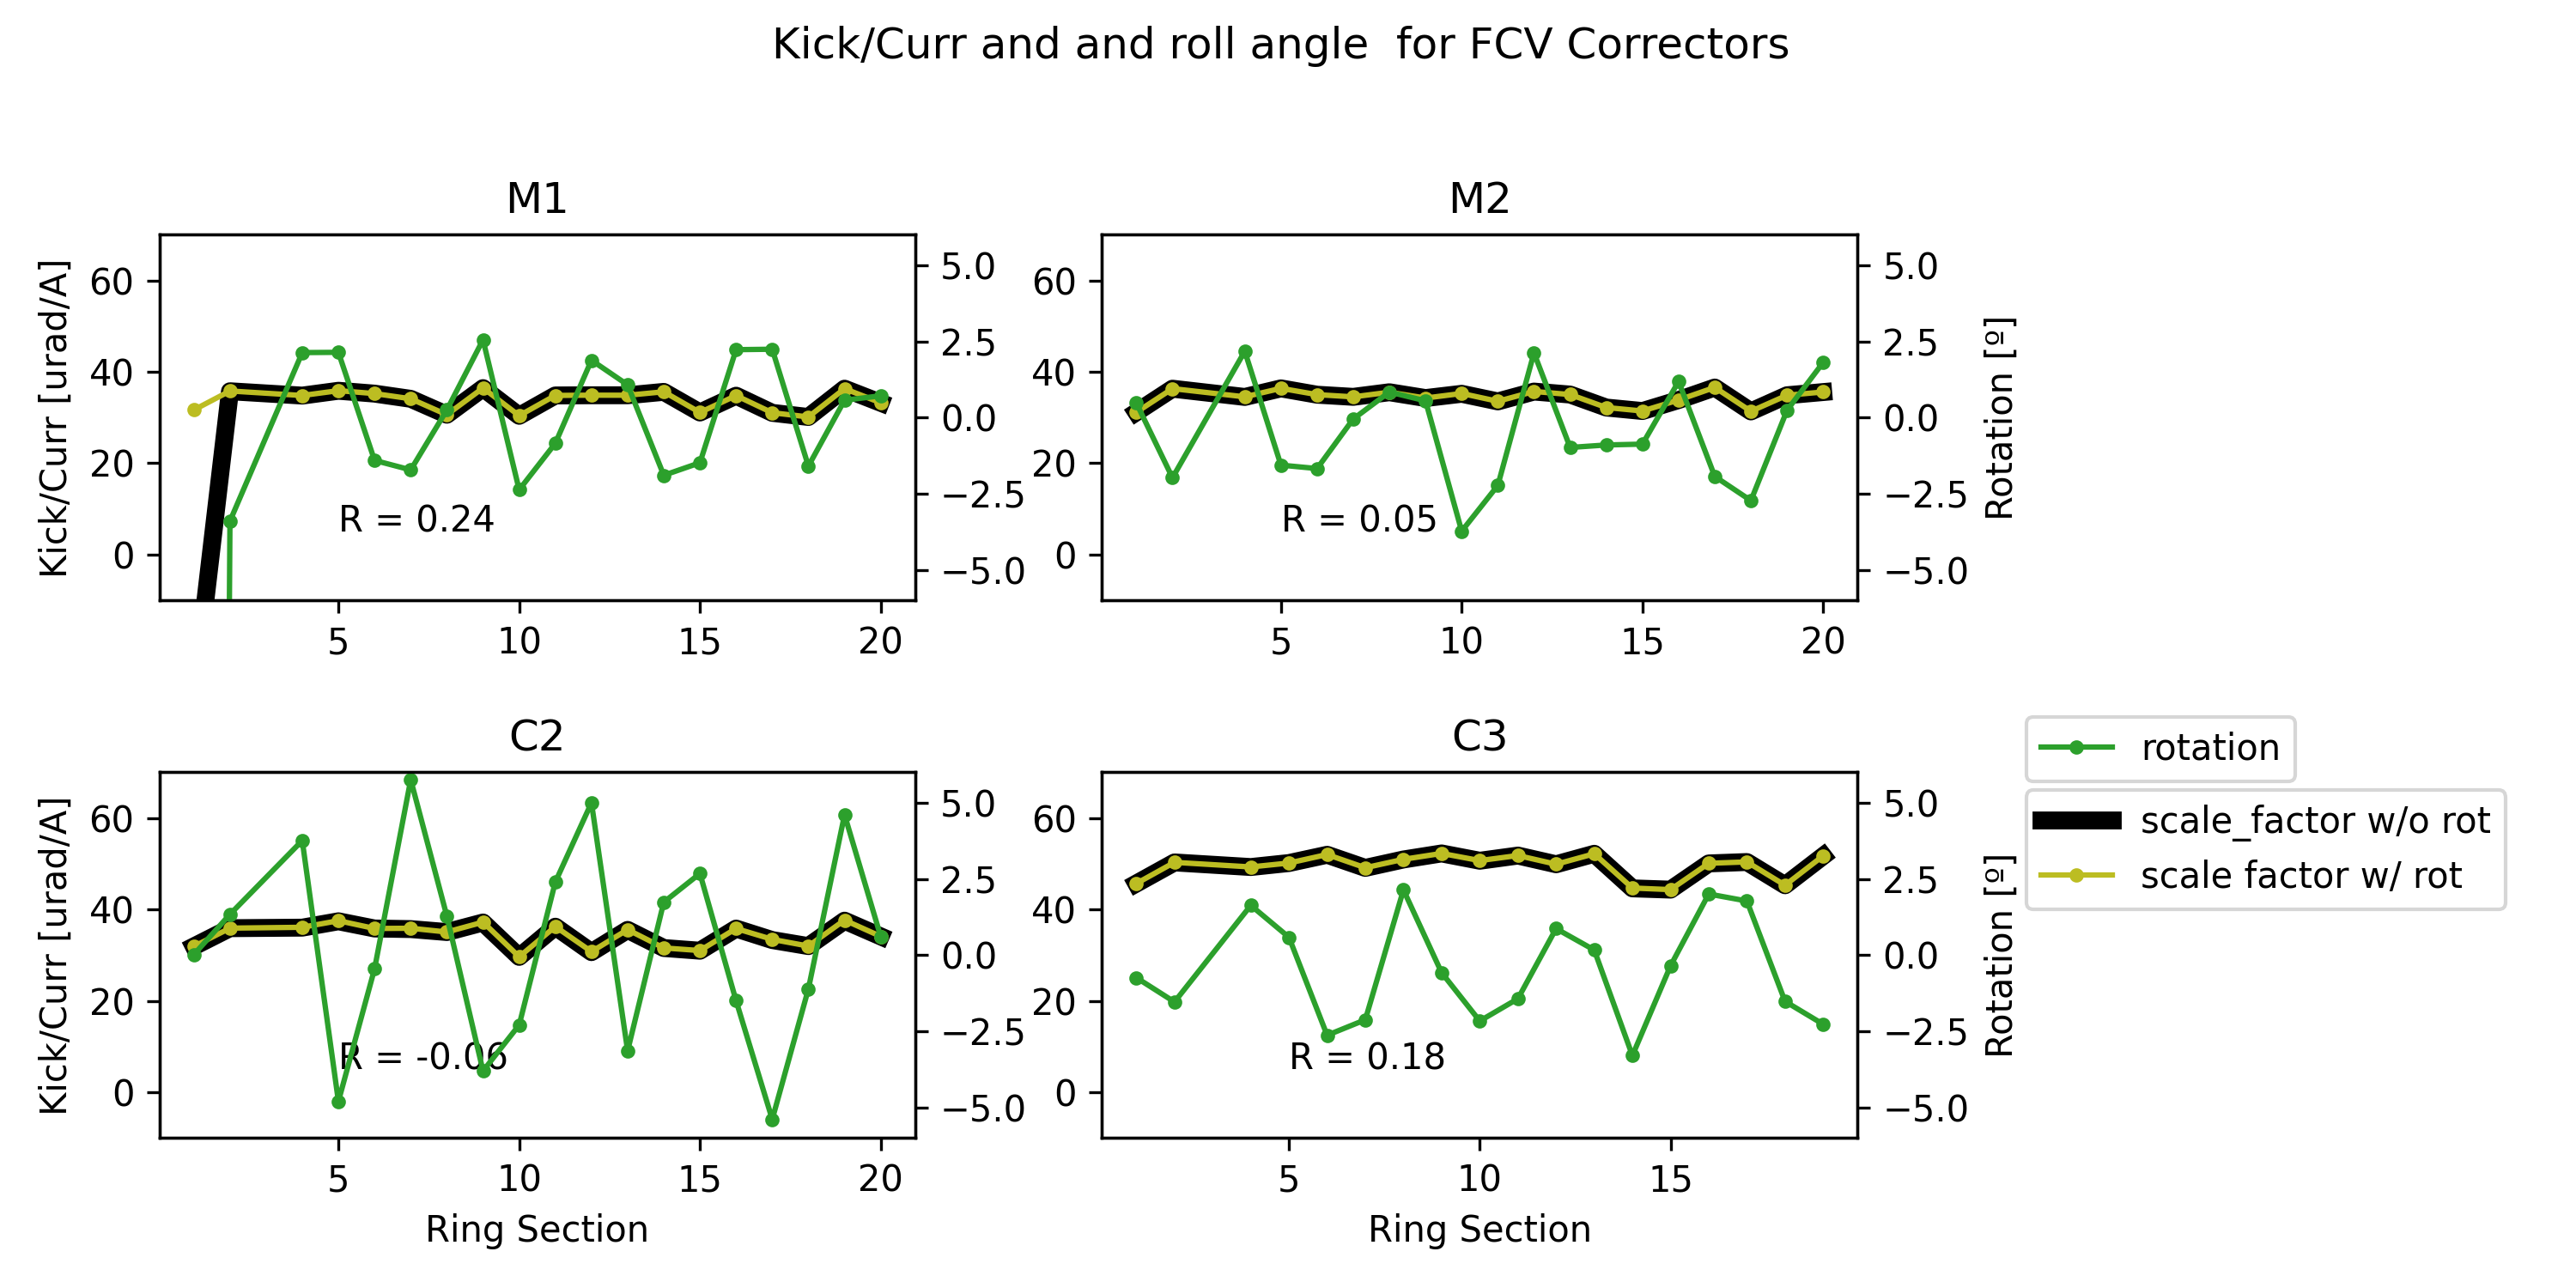 Kick/Curr and and roll angle  for FCV Correctors
M1
Kick/Curr [urad/A]
60
40
20
0
5.0
2.5
0.0
−2.5
−5.0
R = 0.24
5 10 15 20
M2
60
40
20
0
5.0
2.5
0.0
−2.5
−5.0
Rotation [º]
R = 0.05
5 10 15 20
C2
Kick/Curr [urad/A]
60
40
20
0
5.0
2.5
0.0
−2.5
−5.0
R = -0.06
5 10 15 20
Ring Section
C3
60
40
20
0
5.0
2.5
0.0
−2.5
−5.0
Rotation [º]
R = 0.18
5 10 15
Ring Section
rotation
scale_factor w/o rot
scale factor w/ rot